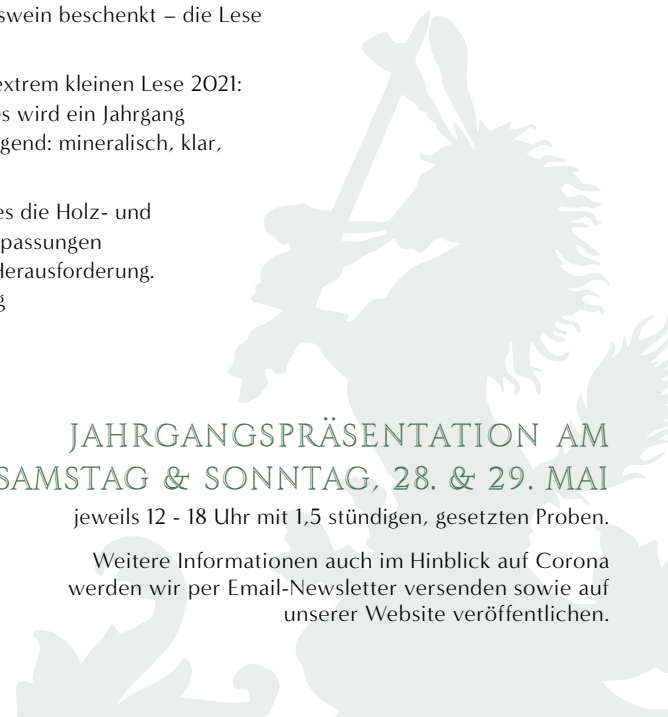 swein beschenkt – die Lese
extrem kleinen Lese 2021:
es wird ein Jahrgang
gend: mineralisch, klar,
es die Holz- und
passungen
Herausforderung.
g
JAHRGANGSPRÄSENTATION AM
SAMSTAG & SONNTAG, 28. & 29. MAI
jeweils 12 - 18 Uhr mit 1,5 stündigen, gesetzten Proben.
Weitere Informationen auch im Hinblick auf Corona
werden wir per Email-Newsletter versenden sowie auf
unserer Website veröffentlichen.